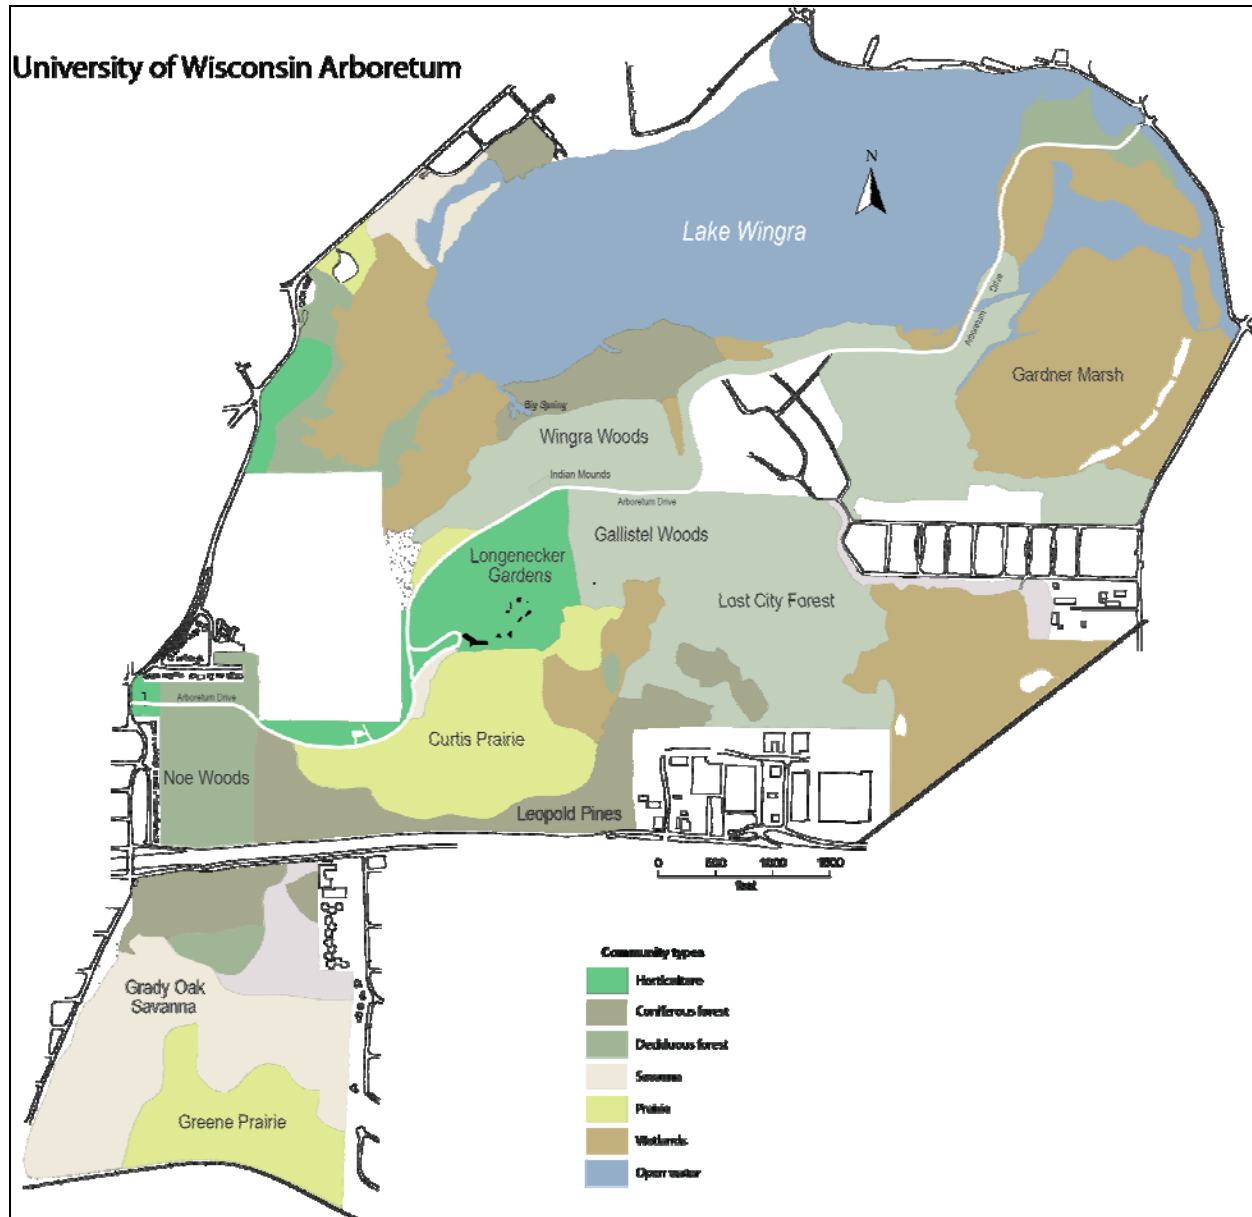 University of Wisconsin Arboretum
N
Lake Wingra
Drive
Arboretum
Gardner Marsh
Big Spring
Wingra Woods
Indian Mounds
Arboretum Drive
Gallistel Woods
Longenecker
Gardens
Lost City Forest
Arboretum Drive
Curtis Prairie
Noe Woods
Leopold Pines
0 500 1000 1500
feet
Community types
Horticulture
Coniferous forest
Deciduous forest
Savanna
Prairie
Wetlands
Open water
Grady Oak
Savanna
Greene Prairie